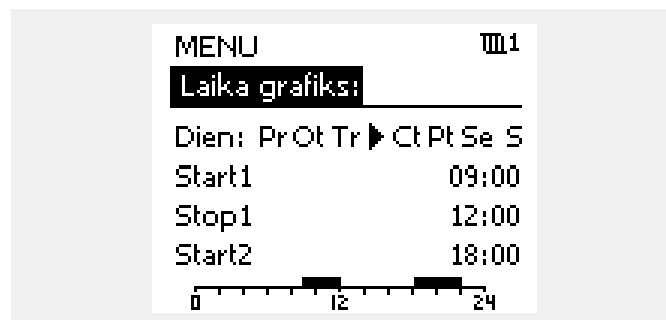 MENU 1
Laika grafiks:
Dien: Pr Ot Tr ▶ Ct Pt Se S
Start1 09:00
Stop1 12:00
Start2 18:00
0 12 24